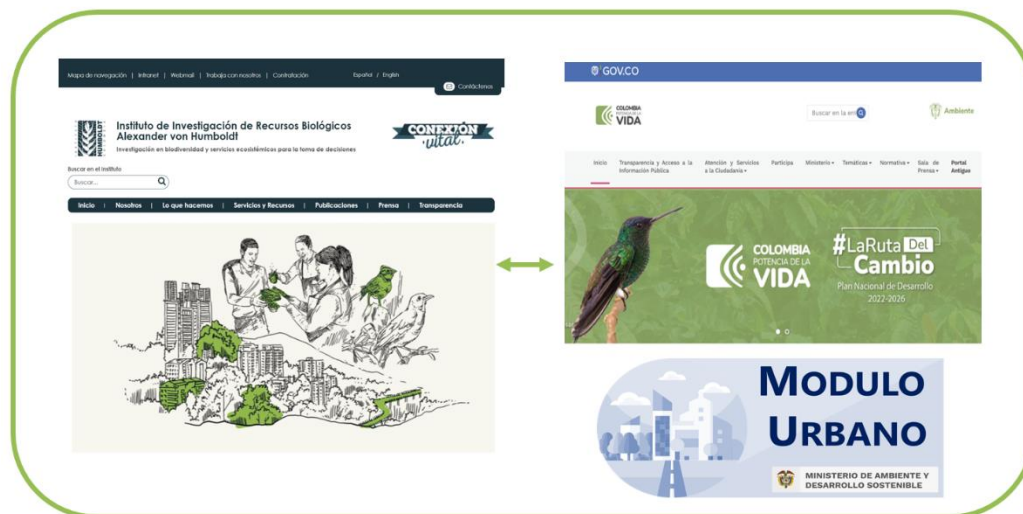 Mapa de navegación | Intranet | Webmail | Trabaja con nosotros | Contratación
Español / English
Contáctenos
HUMBOLDT
Instituto de Investigación de Recursos Biológicos
Alexander von Humboldt
Investigación en biodiversidad y servicios ecosistémicos para la toma de decisiones
CONEXIÓN
vital
Buscar en el instituto
Buscar...
Inicio | Nosotros | Lo que hacemos | Servicios y Recursos | Publicaciones | Prensa | Transparencia
GOV.CO
COLOMBIA
POTENCIA DE LA
VIDA
Buscar en la ent
Ambiente
Inicio
Transparencia y Acceso a la
Información Pública
Atención y Servicios
a la Ciudadanía
Participa
Ministerio
Temáticas
Normativa
Sala de
Prensa
Portal
Antiguo
COLOMBIA
POTENCIA DE LA
VIDA
#LaRuta Del
Cambio
Plan Nacional de Desarrollo
2022-2026
MODULO
URBANO
MINISTERIO DE AMBIENTE Y
DESARROLLO SOSTENIBLE